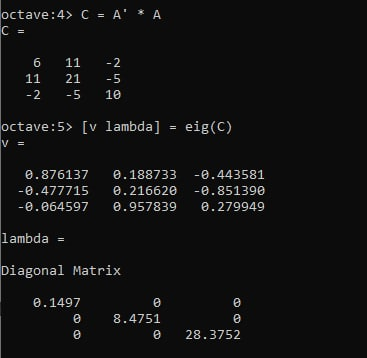 octave:4> C = A' * A
C =
6 11 -2
11 21 -5
-2 -5 10
octave:5> [v lambda] = eig(C)
v =
0.876137 0.188733 -0.443581
-0.477715 0.216620 -0.851390
-0.064597 0.957839 0.279949
lambda =
Diagonal Matrix
0.1497 0 0
0 8.4751 0
0 0 28.3752